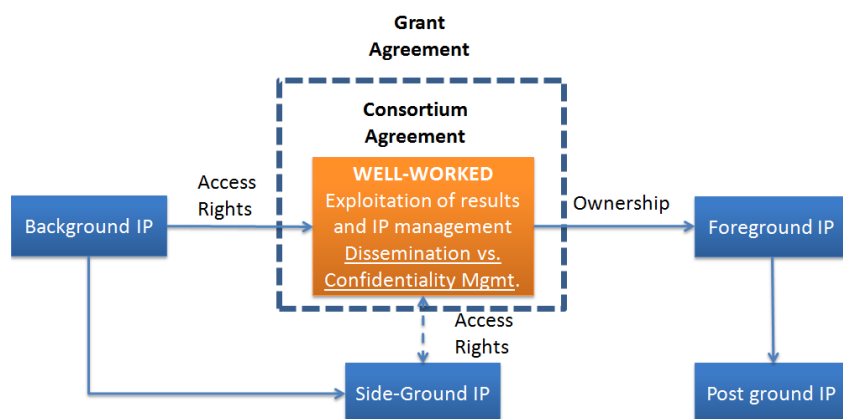 Grant
Agreement
Consortium
Agreement
WELL-WORKED
Exploitation of results
and IP management
Dissemination vs.
Confidentiality Mgmt.
Access
Rights
Background IP
Ownership
Foreground IP
Access
Rights
Side-Ground IP
Post ground IP